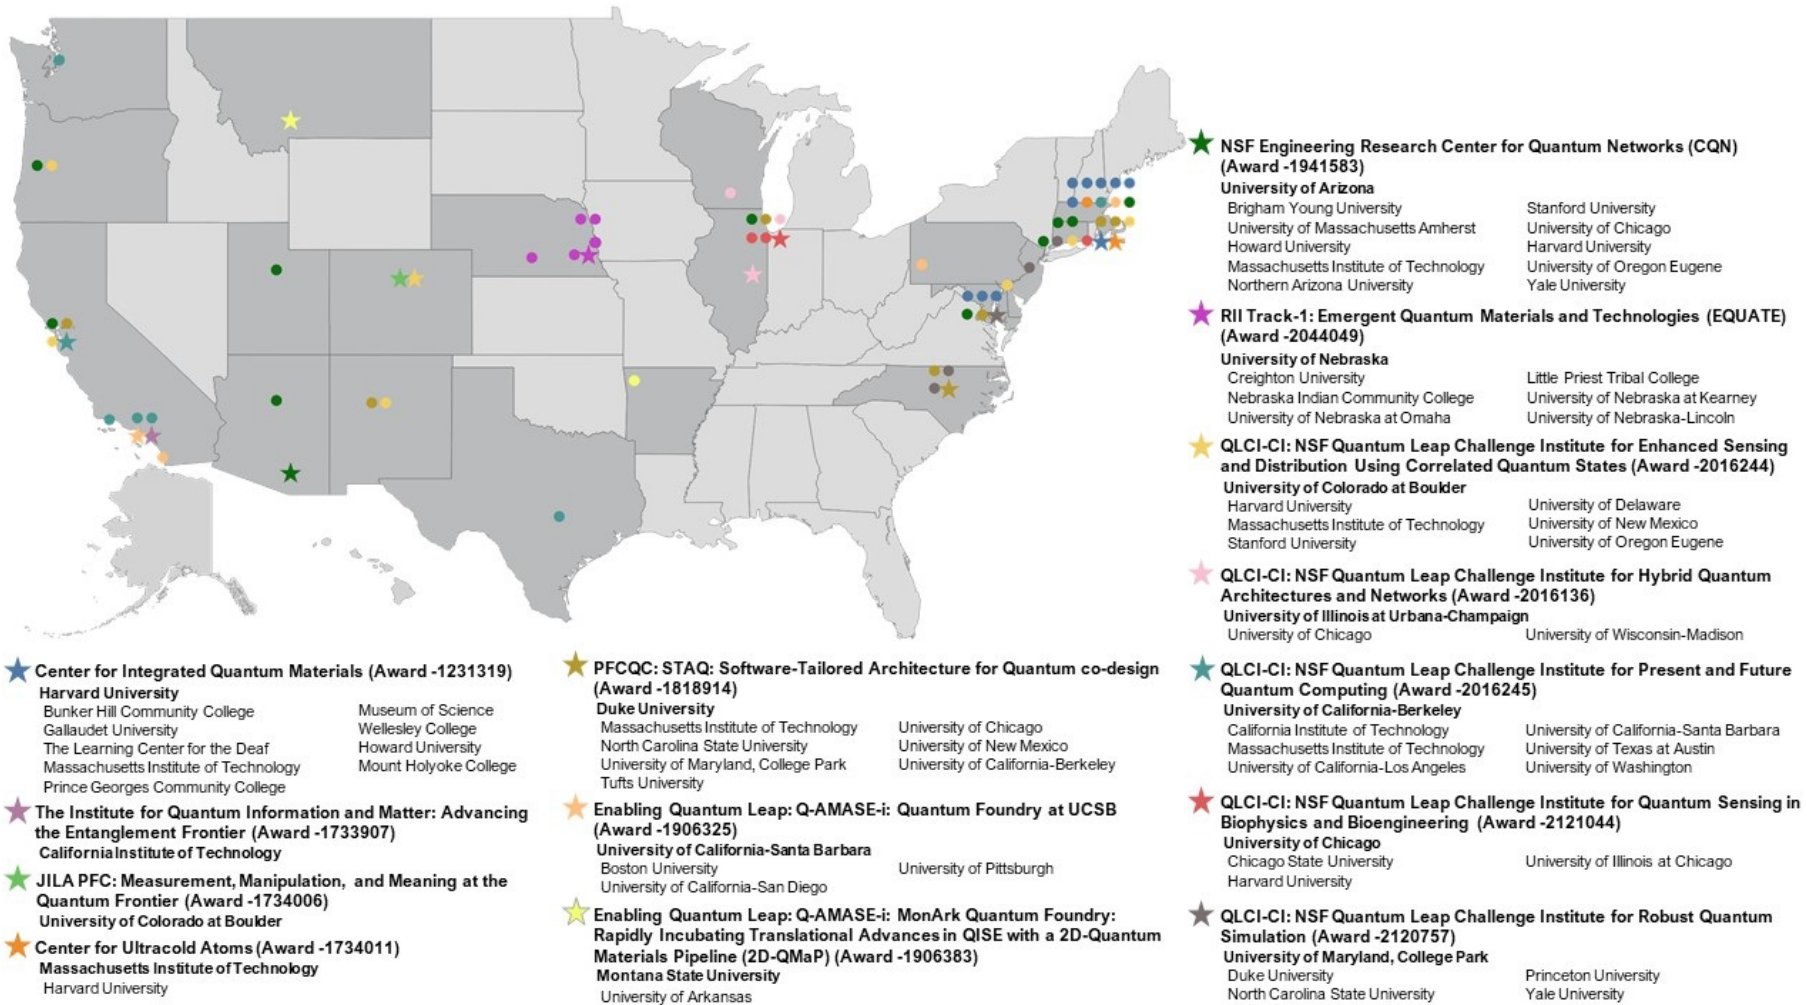 NSF Engineering Research Center for Quantum Networks (CQN)
(Award -1941583)
University of Arizona
Brigham Young University
Stanford University
University of Massachusetts Amherst
University of Chicago
Howard University
Harvard University
Massachusetts Institute of Technology
University of Oregon Eugene
Northern Arizona University
Yale University
RII Track-1: Emergent Quantum Materials and Technologies (EQUATE)
(Award -2044049)
University of Nebraska
Creighton University
Little Priest Tribal College
Nebraska Indian Community College
University of Nebraska at Kearney
University of Nebraska at Omaha
University of Nebraska-Lincoln
QLCI-CI: NSF Quantum Leap Challenge Institute for Enhanced Sensing
and Distribution Using Correlated Quantum States (Award -2016244)
University of Colorado at Boulder
Harvard University
University of Delaware
Massachusetts Institute of Technology
University of New Mexico
Stanford University
University of Oregon Eugene
QLCI-CI: NSF Quantum Leap Challenge Institute for Hybrid Quantum
Architectures and Networks (Award -2016136)
University of Illinois at Urbana-Champaign
University of Chicago
University of Wisconsin-Madison
QLCI-CI: NSF Quantum Leap Challenge Institute for Present and Future
Quantum Computing (Award -2016245)
University of California-Berkeley
California Institute of Technology
University of California-Santa Barbara
Massachusetts Institute of Technology
University of Texas at Austin
University of California-Los Angeles
University of Washington
QLCI-CI: NSF Quantum Leap Challenge Institute for Quantum Sensing in
Biophysics and Bioengineering (Award -2121044)
University of Chicago
Chicago State University
University of Illinois at Chicago
Harvard University
QLCI-CI: NSF Quantum Leap Challenge Institute for Robust Quantum
Simulation (Award -2120757)
University of Maryland, College Park
Duke University
Princeton University
North Carolina State University
Yale University
Center for Integrated Quantum Materials (Award -1231319)
Harvard University
Bunker Hill Community College
Museum of Science
Gallaudet University
Wellesley College
The Learning Center for the Deaf
Howard University
Massachusetts Institute of Technology
Mount Holyoke College
Prince Georges Community College
The Institute for Quantum Information and Matter: Advancing
the Entanglement Frontier (Award -1733907)
California Institute of Technology
JILA PFC: Measurement, Manipulation, and Meaning at the
Quantum Frontier (Award -1734006)
University of Colorado at Boulder
Center for Ultracold Atoms (Award -1734011)
Massachusetts Institute of Technology
Harvard University
PFCQC: STAQ: Software-Tailored Architecture for Quantum co-design
(Award -1818914)
Duke University
Massachusetts Institute of Technology
University of Chicago
North Carolina State University
University of New Mexico
University of Maryland, College Park
University of California-Berkeley
Tufts University
Enabling Quantum Leap: Q-AMASE-i: Quantum Foundry at UCSB
(Award -1906325)
University of California-Santa Barbara
Boston University
University of Pittsburgh
University of California-San Diego
Enabling Quantum Leap: Q-AMASE-i: MonArk Quantum Foundry:
Rapidly Incubating Translational Advances in QISE with a 2D-Quantum
Materials Pipeline (2D-QMaP) (Award -1906383)
Montana State University
University of Arkansas